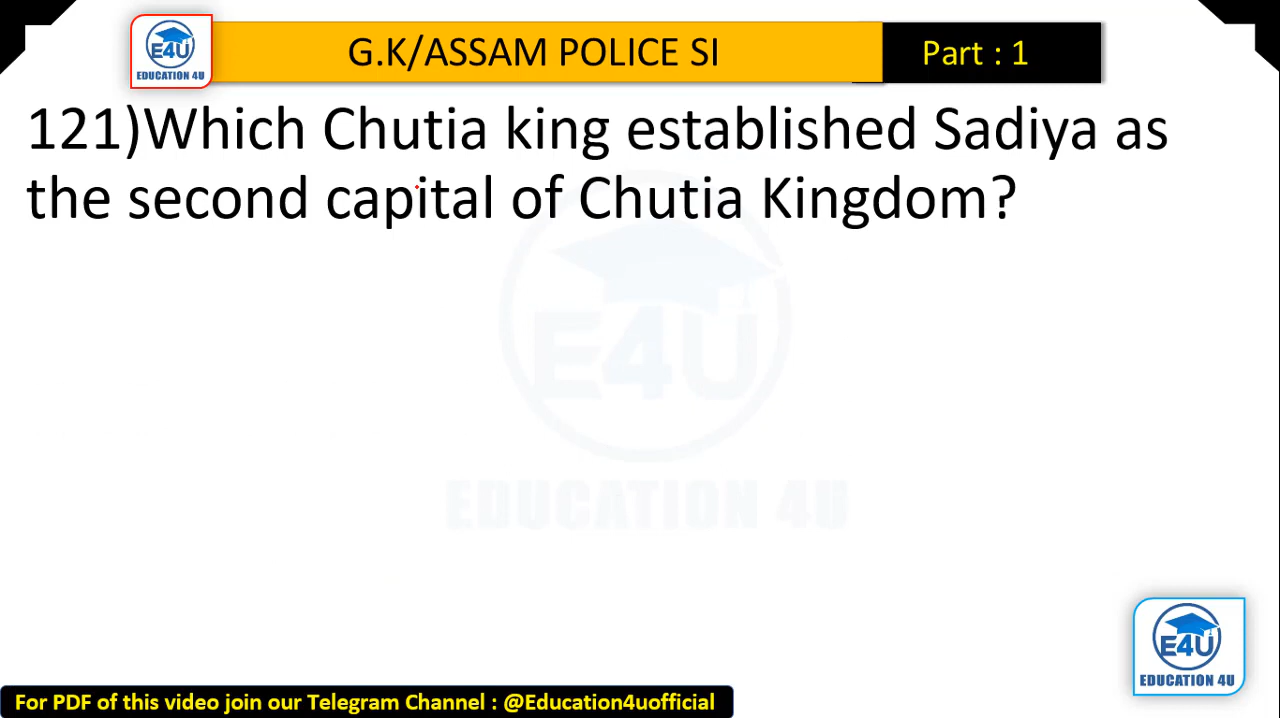 E4U
EDUCATION 4U
G.K/ASSAM POLICE SI
Part : 1
121)Which Chutia king established Sadiya as
the second capital of Chutia Kingdom?
E4U
EDUCATION 4U
E4U
EDUCATION 4U
For PDF of this video join our Telegram Channel : @Education4uofficial